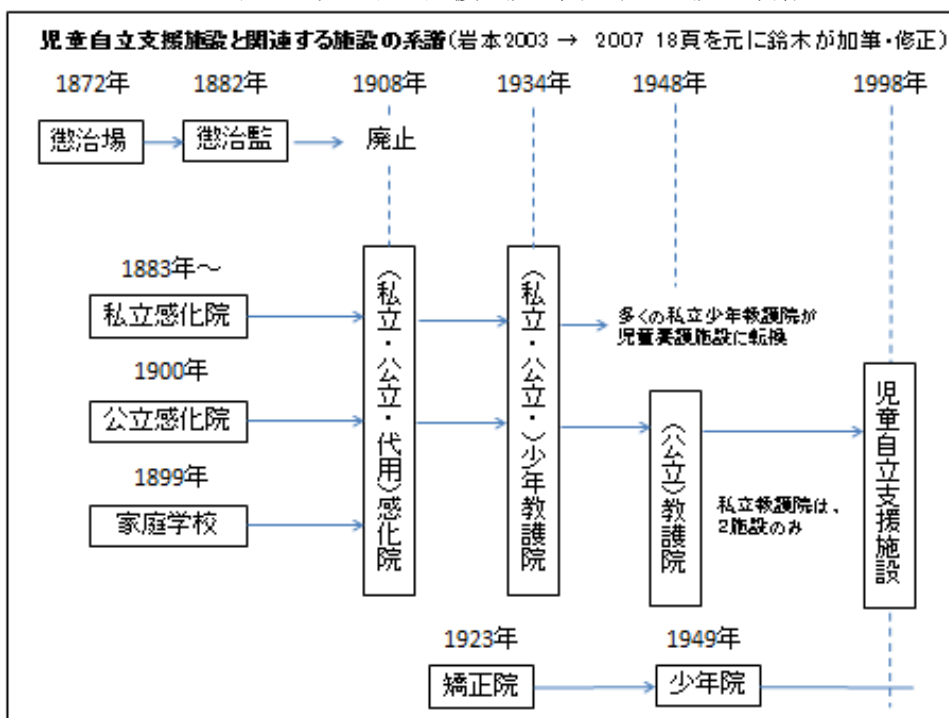 児童自立支援施設と関連する施設の系譜(岩本2003 → 2007 18頁を元に鈴木が加筆・修正)
1872年 1882年 1908年 1934年 1948年 1998年
懲治場 懲治監 廃止
1883年～
私立感化院
1900年
公立感化院
1899年
家庭学校
(私立・公立・代用)感化院
(私立・公立・)少年教護院
多くの私立少年教護院が
児童養護施設に転換
(公立)教護院
私立教護院は、
2施設のみ
児童自立支援施設
1923年 1949年
矯正院 少年院